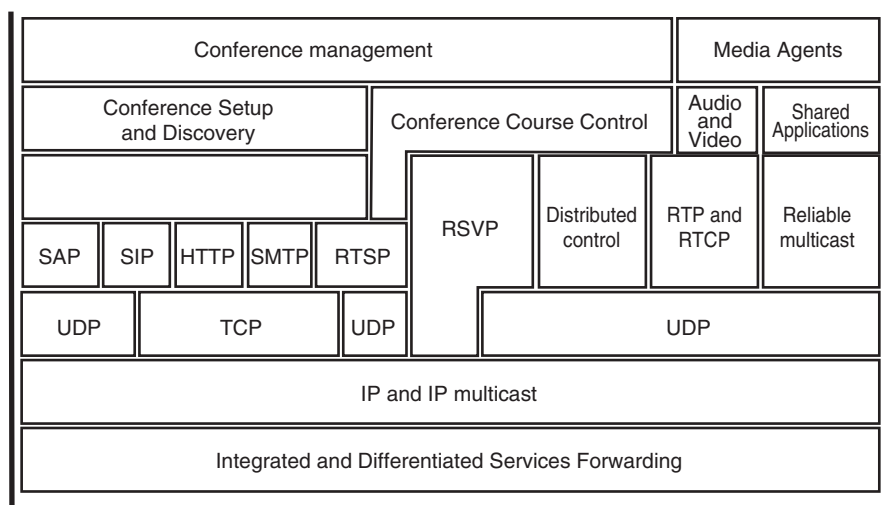 Conference management
Media Agents
Conference Setup
and Discovery
Conference Course Control
Audio
and
Video
Shared
Applications
RSVP
Distributed
control
RTP and
RTCP
Reliable
multicast
SAP
SIP
HTTP
SMTP
RTSP
UDP
TCP
UDP
UDP
IP and IP multicast
Integrated and Differentiated Services Forwarding